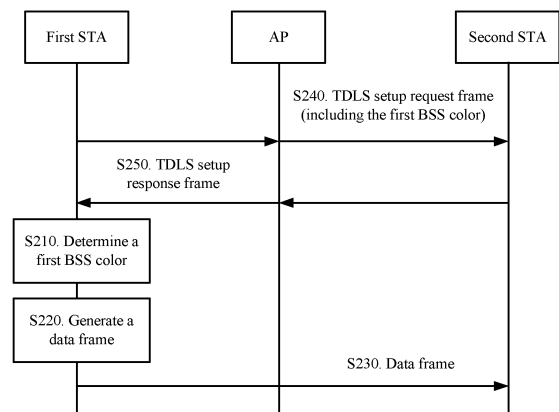 First STA
AP
Second STA
S240. TDLS setup request frame
(including the first BSS color)
S250. TDLS setup
response frame
S210. Determine a
first BSS color
S220. Generate a
data frame
S230. Data frame